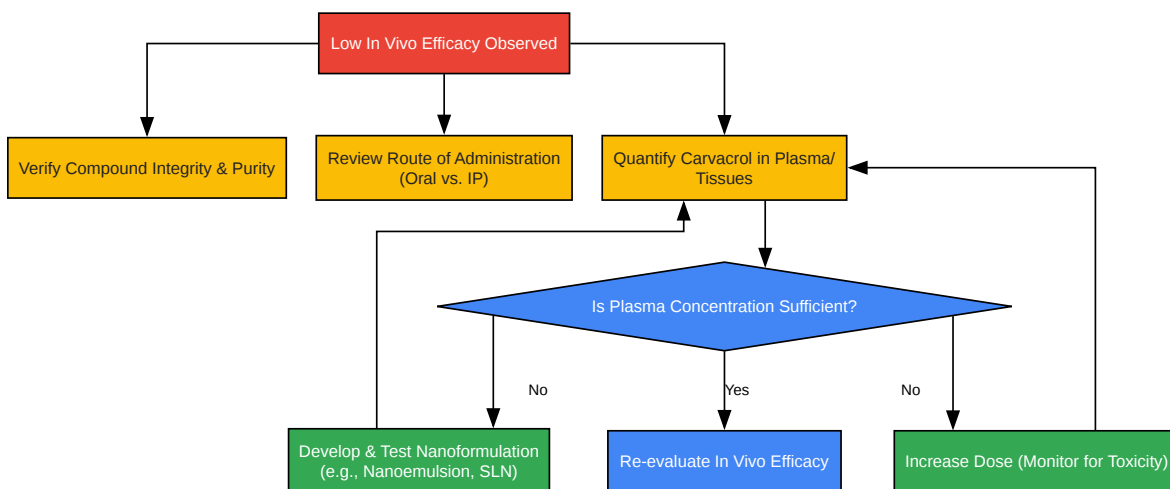 Low In Vivo Efficacy Observed
Verify Compound Integrity & Purity
Review Route of Administration
(Oral vs. IP)
Quantify Carvacrol in Plasma/
Tissues
Is Plasma Concentration Sufficient?
No
Yes
No
Develop & Test Nanoformulation
(e.g., Nanoemulsion, SLN)
Re-evaluate In Vivo Efficacy
Increase Dose (Monitor for Toxicity)